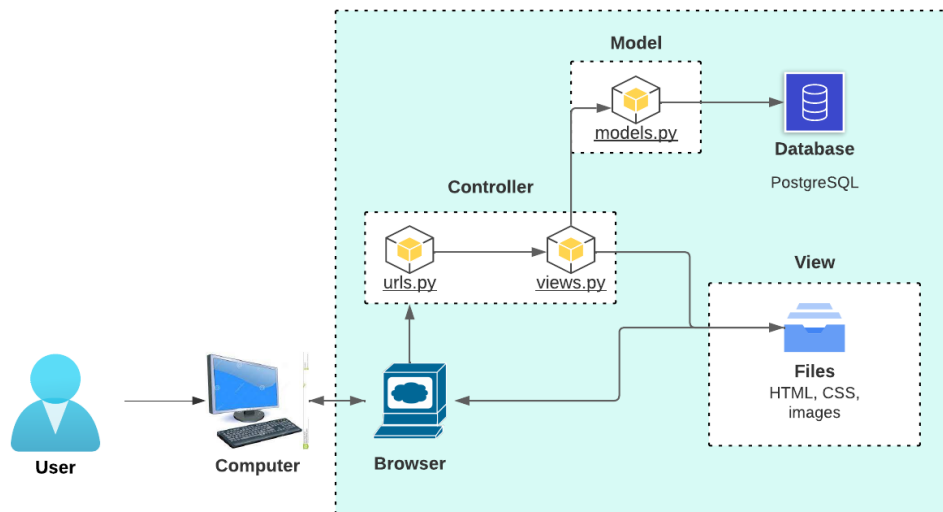 Model
models.py
Database
PostgreSQL
Controller
urls.py
views.py
View
Files
HTML, CSS,
images
User
Computer
Browser